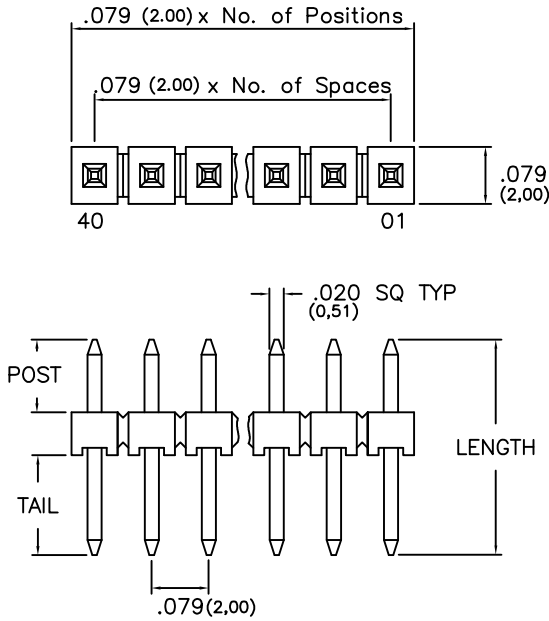 .079 (2.00) x No. of Positions
.079 (2.00) x No. of Spaces
.079
(2,00)
40
01
.020 SQ TYP
(0,51)
POST
LENGTH
TAIL
.079(2,00)